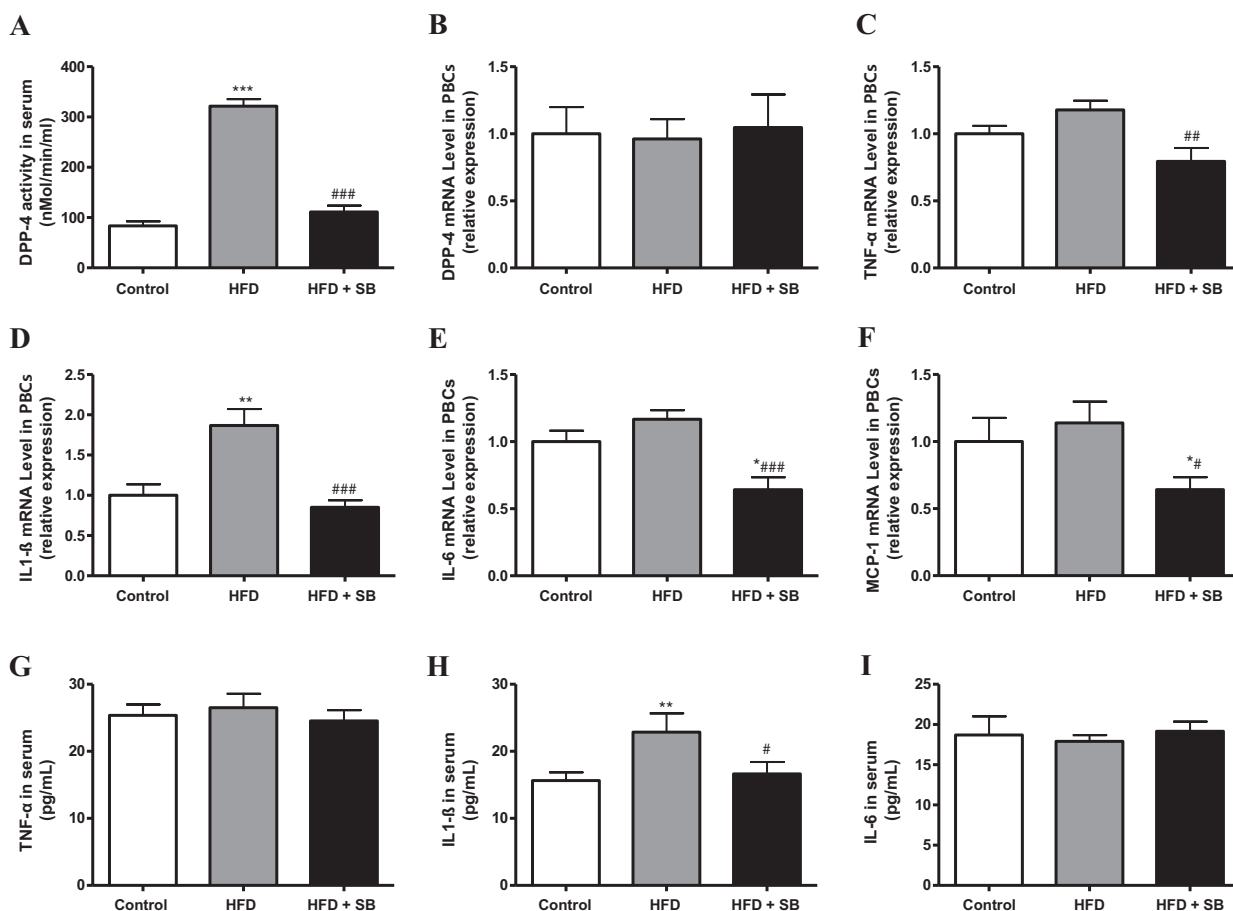 A
DPP-4 activity in serum
(nMol/min/ml)
400
300
200
100
0
***
###
Control
HFD
HFD + SB
B
DPP-4 mRNA Level in PBCs
(relative expression)
1.5
1.0
0.5
0.0
Control
HFD
HFD + SB
C
TNF-α mRNA Level in PBCs
(relative expression)
1.5
1.0
0.5
0.0
##
Control
HFD
HFD + SB
D
IL1-ß mRNA Level in PBCs
(relative expression)
2.5
2.0
1.5
1.0
0.5
0.0
**
###
Control
HFD
HFD + SB
E
IL-6 mRNA Level in PBCs
(relative expression)
1.5
1.0
0.5
0.0
*###
Control
HFD
HFD + SB
F
MCP-1 mRNA Level in PBCs
(relative expression)
1.5
1.0
0.5
0.0
*#
Control
HFD
HFD + SB
G
TNF-α in serum
(pg/mL)
30
20
10
0
Control
HFD
HFD + SB
H
IL1-ß in serum
(pg/mL)
30
20
10
0
**
#
Control
HFD
HFD + SB
I
IL-6 in serum
(pg/mL)
25
20
15
10
5
0
Control
HFD
HFD + SB